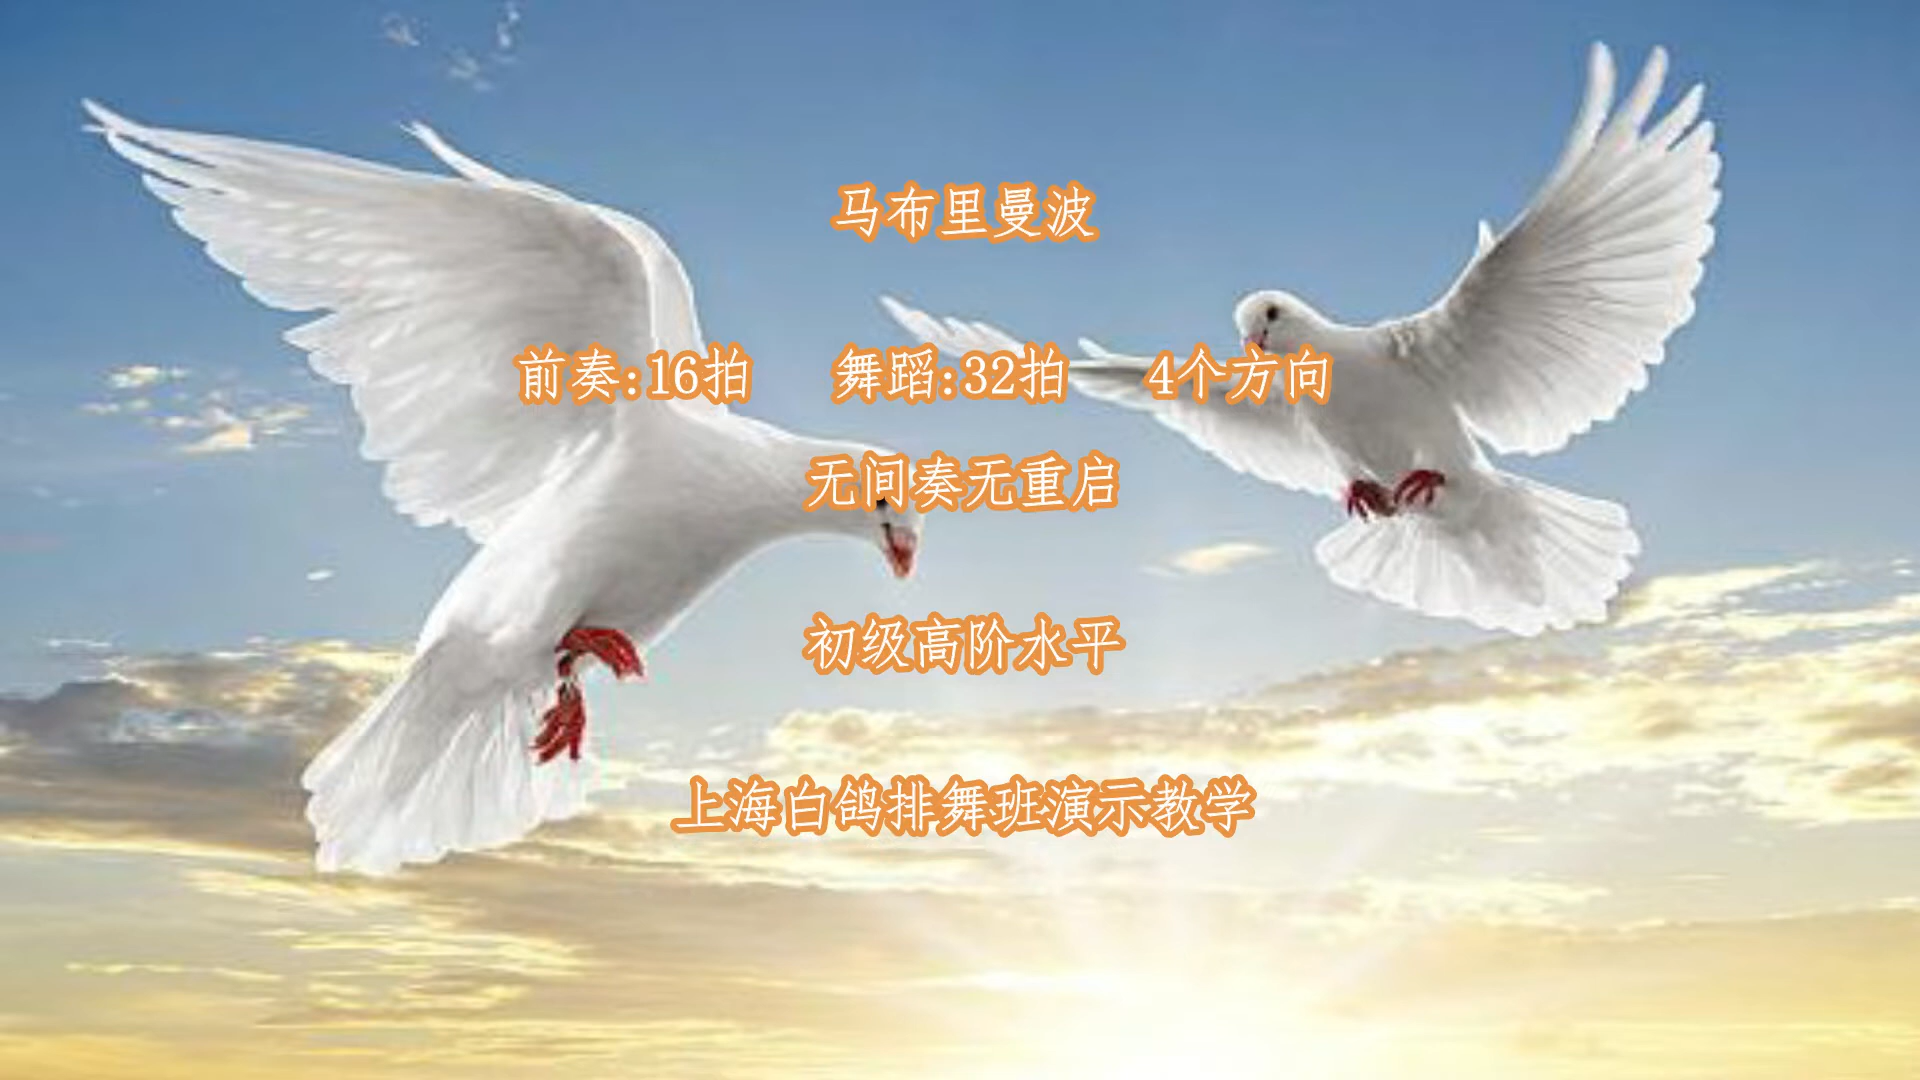 马布里曼波
前奏:16拍 舞蹈:32拍 4个方向
无间奏无重启
初级高阶水平
上海白鸽排舞班演示教学